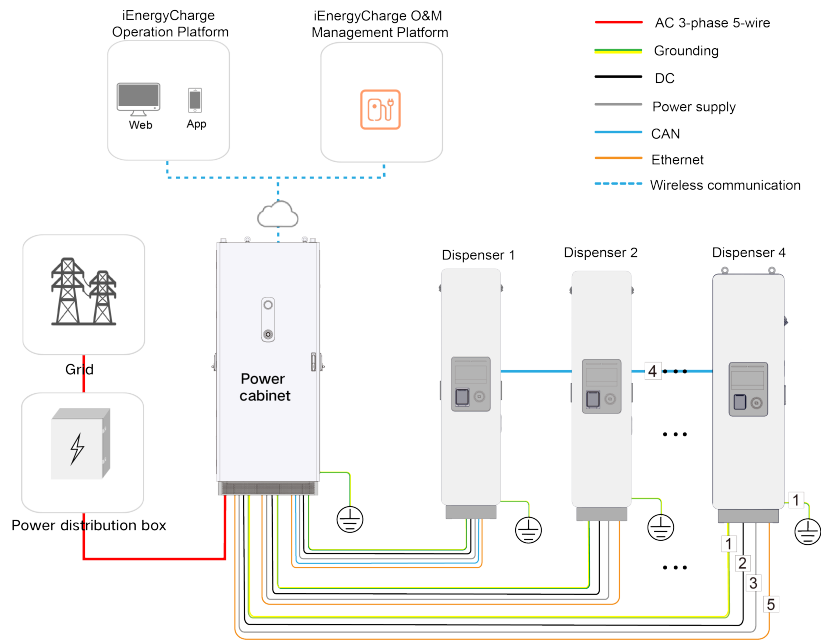 iEnergyCharge
Operation Platform
iEnergyCharge O&M
Management Platform
Web
App
AC 3-phase 5-wire
Grounding
DC
Power supply
CAN
Ethernet
Wireless communication
Dispenser 1
Dispenser 2
Dispenser 4
Grid
Power
cabinet
4
Power distribution box
1
1
2
3
5